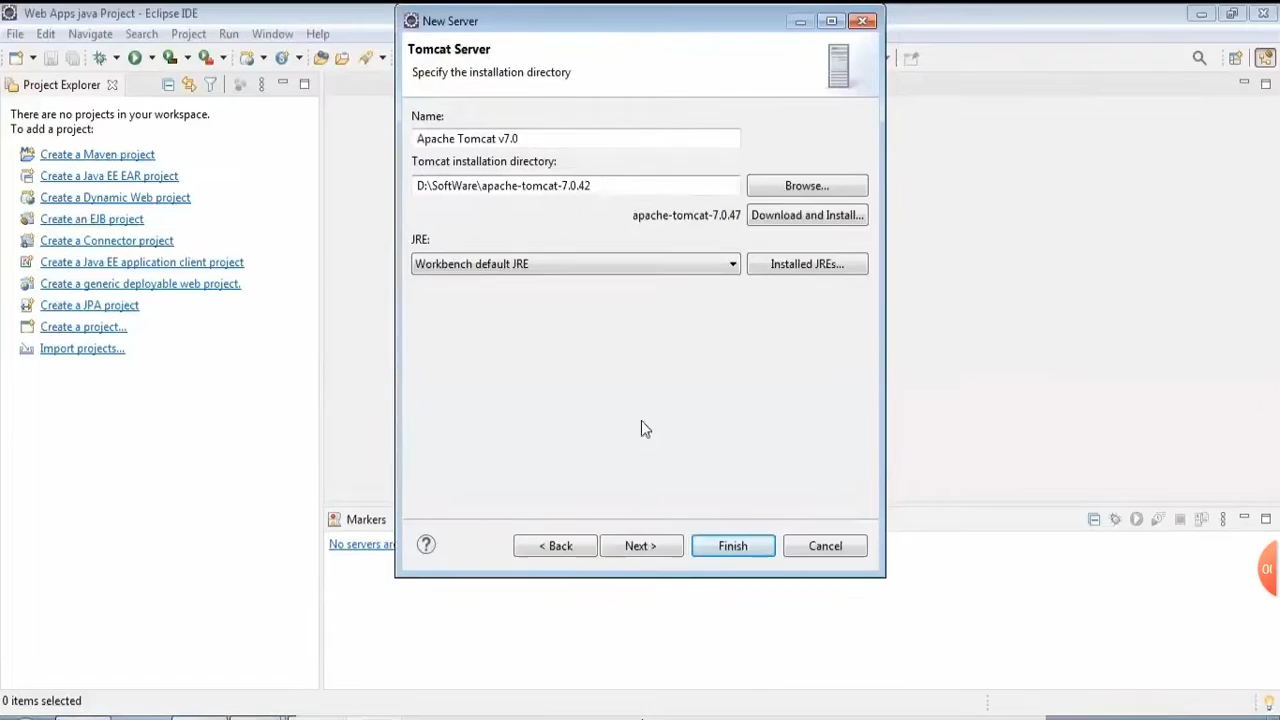 Web Apps java Project - Eclipse IDE
File Edit Navigate Search Project Run Window Help
Project Explorer
There are no projects in your workspace.
To add a project:
Create a Maven project
Create a Java EE EAR project
Create a Dynamic Web project
Create an EJB project
Create a Connector project
Create a Java EE application client project
Create a generic deployable web project.
Create a JPA project
Create a project...
Import projects...
New Server
Tomcat Server
Specify the installation directory
Name:
Apache Tomcat v7.0
Tomcat installation directory:
D:\SoftWare\apache-tomcat-7.0.42 Browse...
apache-tomcat-7.0.47 Download and Install...
JRE:
Workbench default JRE Installed JREs...
? < Back Next > Finish Cancel
Markers
No servers
0 items selected